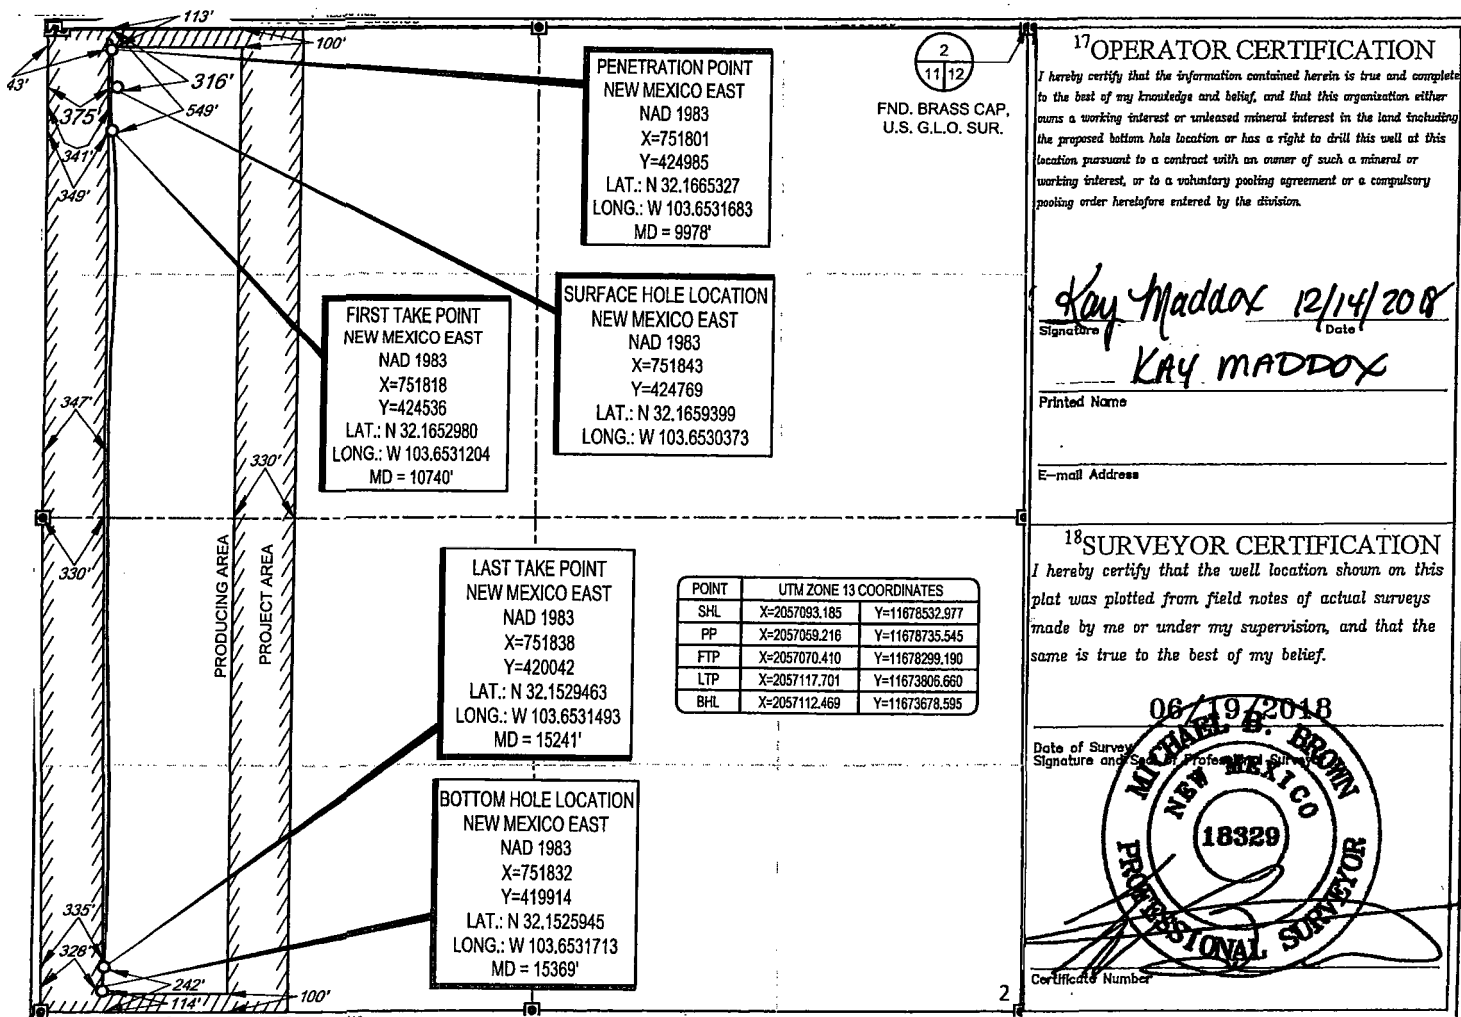 113'
100'
43'
316'
549'
375'
341'
349'
PENETRATION POINT
NEW MEXICO EAST
NAD 1983
X=751801
Y=424985
LAT.: N 32.1665327
LONG.: W 103.6531683
MD = 9978'
2
11 12
FND. BRASS CAP,
U.S. G.L.O. SUR.
SURFACE HOLE LOCATION
NEW MEXICO EAST
NAD 1983
X=751843
Y=424769
LAT.: N 32.1659399
LONG.: W 103.6530373
FIRST TAKE POINT
NEW MEXICO EAST
NAD 1983
X=751818
Y=424536
LAT.: N 32.1652980
LONG.: W 103.6531204
MD = 10740'
347'
330'
330'
PRODUCING AREA
PROJECT AREA
LAST TAKE POINT
NEW MEXICO EAST
NAD 1983
X=751838
Y=420042
LAT.: N 32.1529463
LONG.: W 103.6531493
MD = 15241'
POINT UTM ZONE 13 COORDINATES
SHL X=2057093.185 Y=11678532.977
PP X=2057059.216 Y=11678735.545
FTP X=2057070.410 Y=11678299.190
LTP X=2057117.701 Y=11673806.660
BHL X=2057112.469 Y=11673678.595
BOTTOM HOLE LOCATION
NEW MEXICO EAST
NAD 1983
X=751832
Y=419914
LAT.: N 32.1525945
LONG.: W 103.6531713
MD = 15369'
335'
328'
242'
114'
100'
2
17 OPERATOR CERTIFICATION
I hereby certify that the information contained herein is true and complete
to the best of my knowledge and belief, and that this organization either
owns a working interest or unleased mineral interest in the land including
the proposed bottom hole location or has a right to drill this well at this
location pursuant to a contract with an owner of such a mineral or
working interest, or to a voluntary pooling agreement or a compulsory
pooling order heretofore entered by the division.
Kay Maddox 12/14/2018
Signature Date
KAY MADDOX
Printed Name
E-mail Address
18 SURVEYOR CERTIFICATION
I hereby certify that the well location shown on this
plat was plotted from field notes of actual surveys
made by me or under my supervision, and that the
same is true to the best of my belief.
06/19/2018
Date of Survey
Signature and Seal of Professional Surveyor
MICHAEL B. BROWN
NEW MEXICO
18329
PROFESSIONAL SURVEYOR
Certificate Number